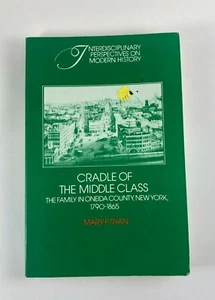 INTERDISCIPLINARY
PERSPECTIVES ON
MODERN HISTORY
CRADLE OF
THE MIDDLE CLASS
THE FAMILY IN ONEIDA COUNTY, NEW YORK,
1790-1865
MARY P. RYAN